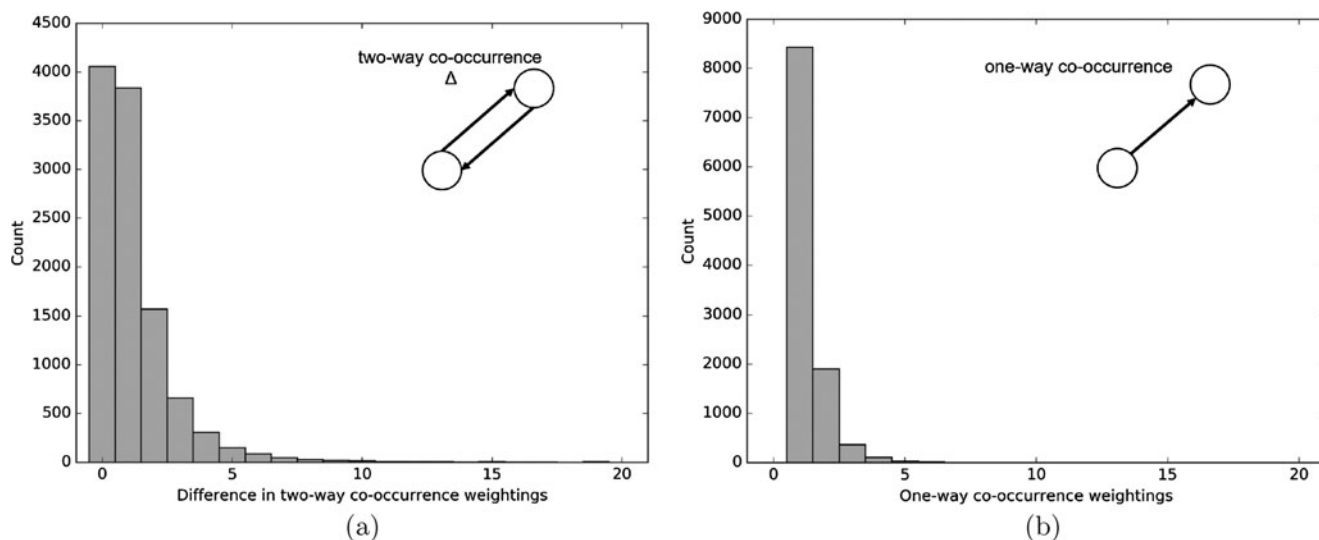 4500
4000
3500
3000
2500
2000
1500
1000
500
0
Count
two-way co-occurrence
Δ
0 5 10 15 20
Difference in two-way co-occurrence weightings
(a)
9000
8000
7000
6000
5000
4000
3000
2000
1000
0
Count
one-way co-occurrence
0 5 10 15 20
One-way co-occurrence weightings
(b)